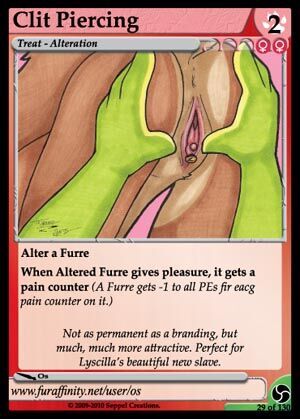 Clit Piercing
2
Treat - Alteration
Alter a Furre
When Altered Furre gives pleasure, it gets a
pain counter (A Furre gets -1 to all PEs fir eacg
pain counter on it.)
Not as permanent as a branding, but
much, much more attractive. Perfect for
Lyscilla's beautiful new slave.
Os
www.furaffinity.net/user/os
© 2009-2010 Seppel Creations.
29 of 130